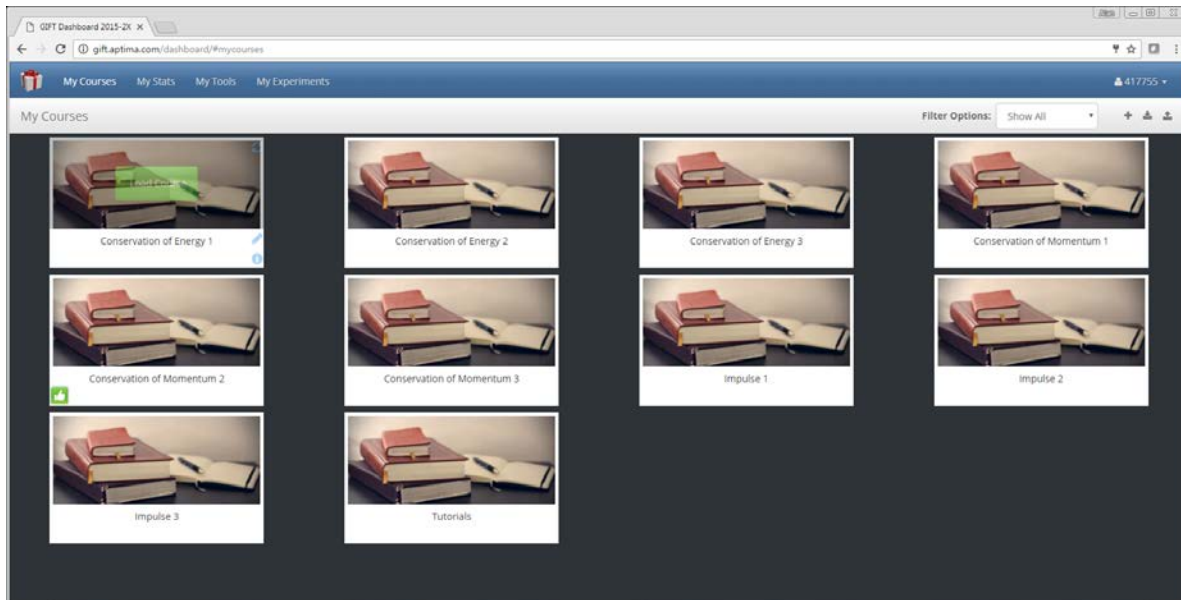 GIFT Dashboard 2015-2X
gift.aptima.com/dashboard/#mycourses
My Courses My Stats My Tools My Experiments 417755
My Courses Filter Options: Show All
Load Course
Conservation of Energy 1 Conservation of Energy 2 Conservation of Energy 3 Conservation of Momentum 1
Conservation of Momentum 2 Conservation of Momentum 3 Impulse 1 Impulse 2
Impulse 3 Tutorials